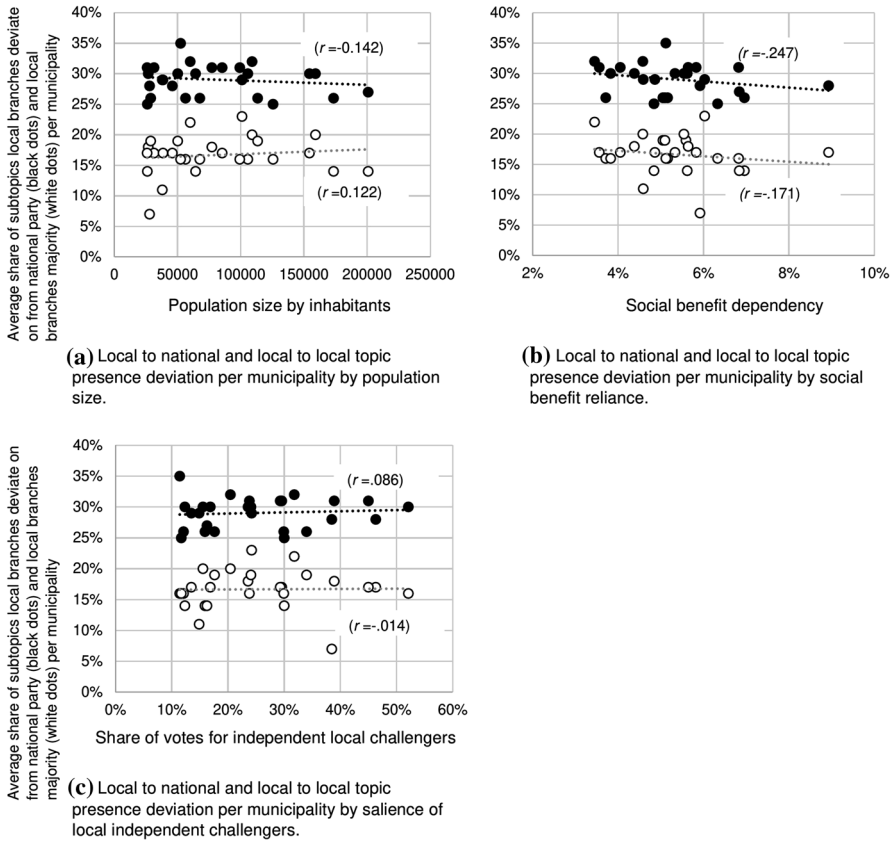 Average share of subtopics local branches deviate
on from national party (black dots) and local
branches majority (white dots) per municipality
40%
35%
30%
25%
20%
15%
10%
5%
0%
(r=-0.142)
(r=0.122)
0 50000 100000 150000 200000 250000
Population size by inhabitants
(a) Local to national and local to local topic
presence deviation per municipality by population
size.
40%
35%
30%
25%
20%
15%
10%
5%
0%
(r=-.247)
(r=-.171)
2% 4% 6% 8% 10%
Social benefit dependency
(b) Local to national and local to local topic
presence deviation per municipality by social
benefit reliance.
Average share of subtopics local branches deviate on
from national party (black dots) and local branches
majority (white dots) per municipality
40%
35%
30%
25%
20%
15%
10%
5%
0%
(r=.086)
(r=-.014)
0% 10% 20% 30% 40% 50% 60%
Share of votes for independent local challengers
(c) Local to national and local to local topic
presence deviation per municipality by salience of
local independent challengers.